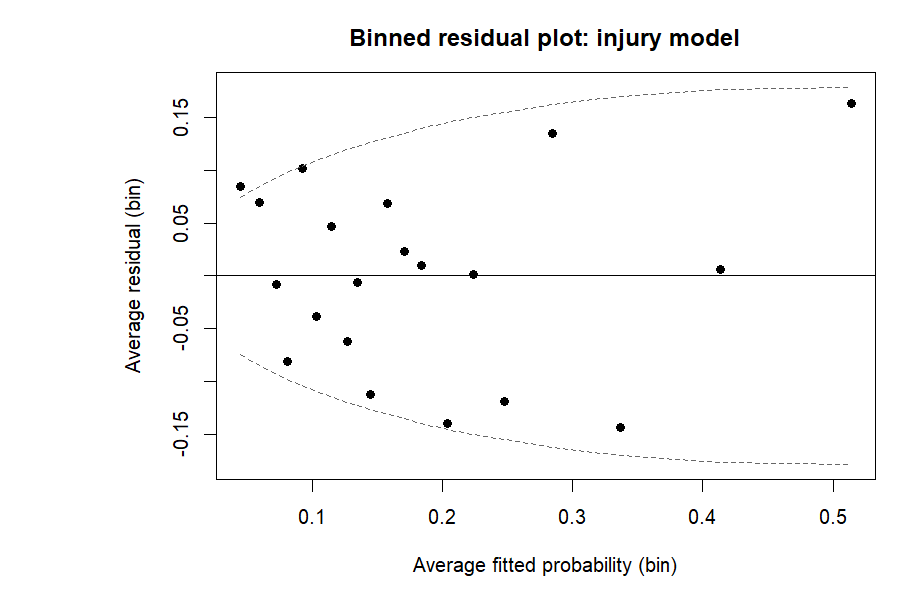 Binned residual plot: injury model
0.15
0.05
-0.05
-0.15
Average residual (bin)
0.1 0.2 0.3 0.4 0.5
Average fitted probability (bin)